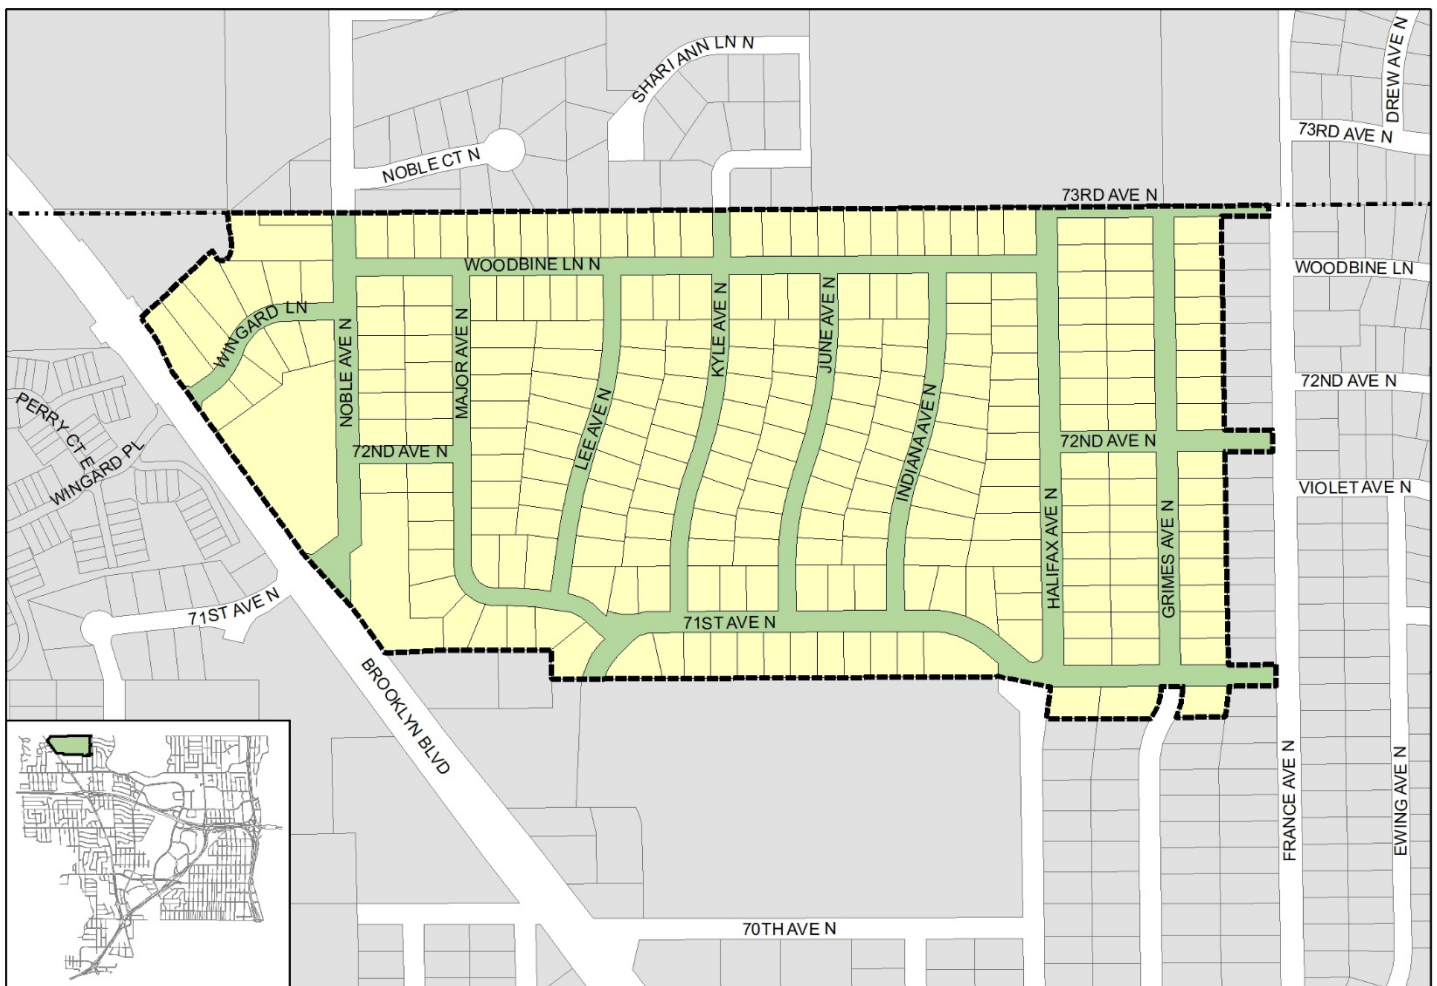 SHARI ANN LN N
DREW AVE N
73RD AVE N
NOBLE CT N
73RD AVE N
WOODBINE LN N
WOODBINE LN
WINGARD LN
NOBLE AVE N
MAJOR AVE N
KYLE AVE N
JUNE AVE N
72ND AVE N
PERRY CT E
WINGARD PL
72ND AVE N
LEE AVE N
INDIANA AVE N
72ND AVE N
VIOLET AVE N
HALIFAX AVE N
GRIMES AVE N
71ST AVE N
71ST AVE N
BROOKLYN BLVD
FRANCE AVE N
EWING AVE N
70TH AVE N